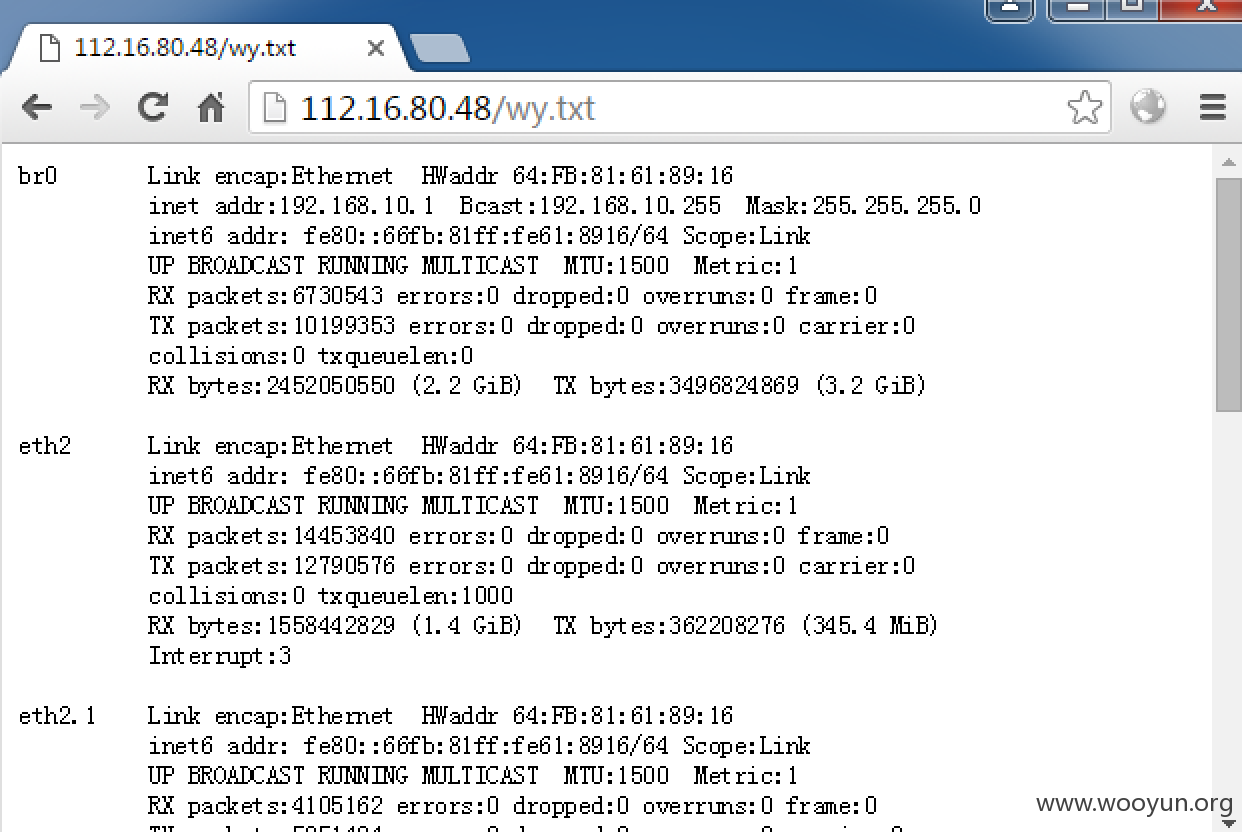 112.16.80.48/wy.txt
112.16.80.48/wy.txt
br0 Link encap:Ethernet HWaddr 64:FB:81:61:89:16
inet addr:192.168.10.1 Bcast:192.168.10.255 Mask:255.255.255.0
inet6 addr: fe80::66fb:81ff:fe61:8916/64 Scope:Link
UP BROADCAST RUNNING MULTICAST MTU:1500 Metric:1
RX packets:6730543 errors:0 dropped:0 overruns:0 frame:0
TX packets:10199353 errors:0 dropped:0 overruns:0 carrier:0
collisions:0 txqueuelen:0
RX bytes:2452050550 (2.2 GiB) TX bytes:3496824869 (3.2 GiB)
eth2 Link encap:Ethernet HWaddr 64:FB:81:61:89:16
inet6 addr: fe80::66fb:81ff:fe61:8916/64 Scope:Link
UP BROADCAST RUNNING MULTICAST MTU:1500 Metric:1
RX packets:14453840 errors:0 dropped:0 overruns:0 frame:0
TX packets:12790576 errors:0 dropped:0 overruns:0 carrier:0
collisions:0 txqueuelen:1000
RX bytes:1558442829 (1.4 GiB) TX bytes:362208276 (345.4 MiB)
Interrupt:3
eth2.1 Link encap:Ethernet HWaddr 64:FB:81:61:89:16
inet6 addr: fe80::66fb:81ff:fe61:8916/64 Scope:Link
UP BROADCAST RUNNING MULTICAST MTU:1500 Metric:1
RX packets:4105162 errors:0 dropped:0 overruns:0 frame:0
www.wooyun.org